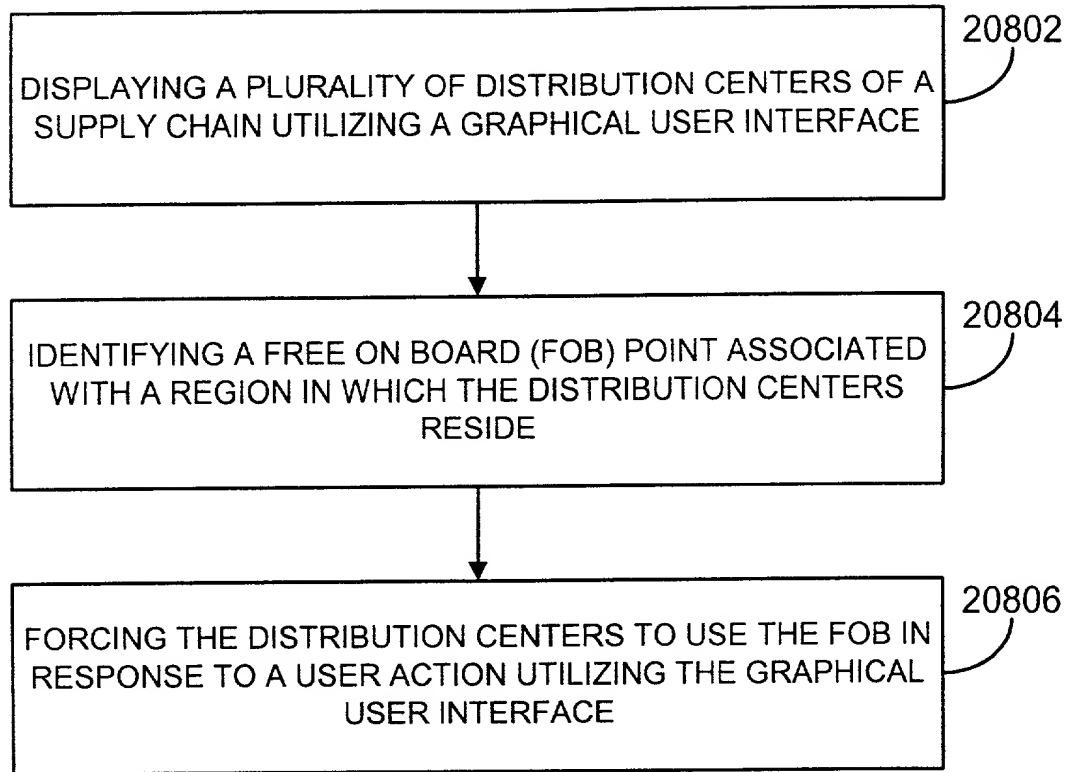 20802
DISPLAYING A PLURALITY OF DISTRIBUTION CENTERS OF A
SUPPLY CHAIN UTILIZING A GRAPHICAL USER INTERFACE
20804
IDENTIFYING A FREE ON BOARD (FOB) POINT ASSOCIATED
WITH A REGION IN WHICH THE DISTRIBUTION CENTERS
RESIDE
20806
FORCING THE DISTRIBUTION CENTERS TO USE THE FOB IN
RESPONSE TO A USER ACTION UTILIZING THE GRAPHICAL
USER INTERFACE